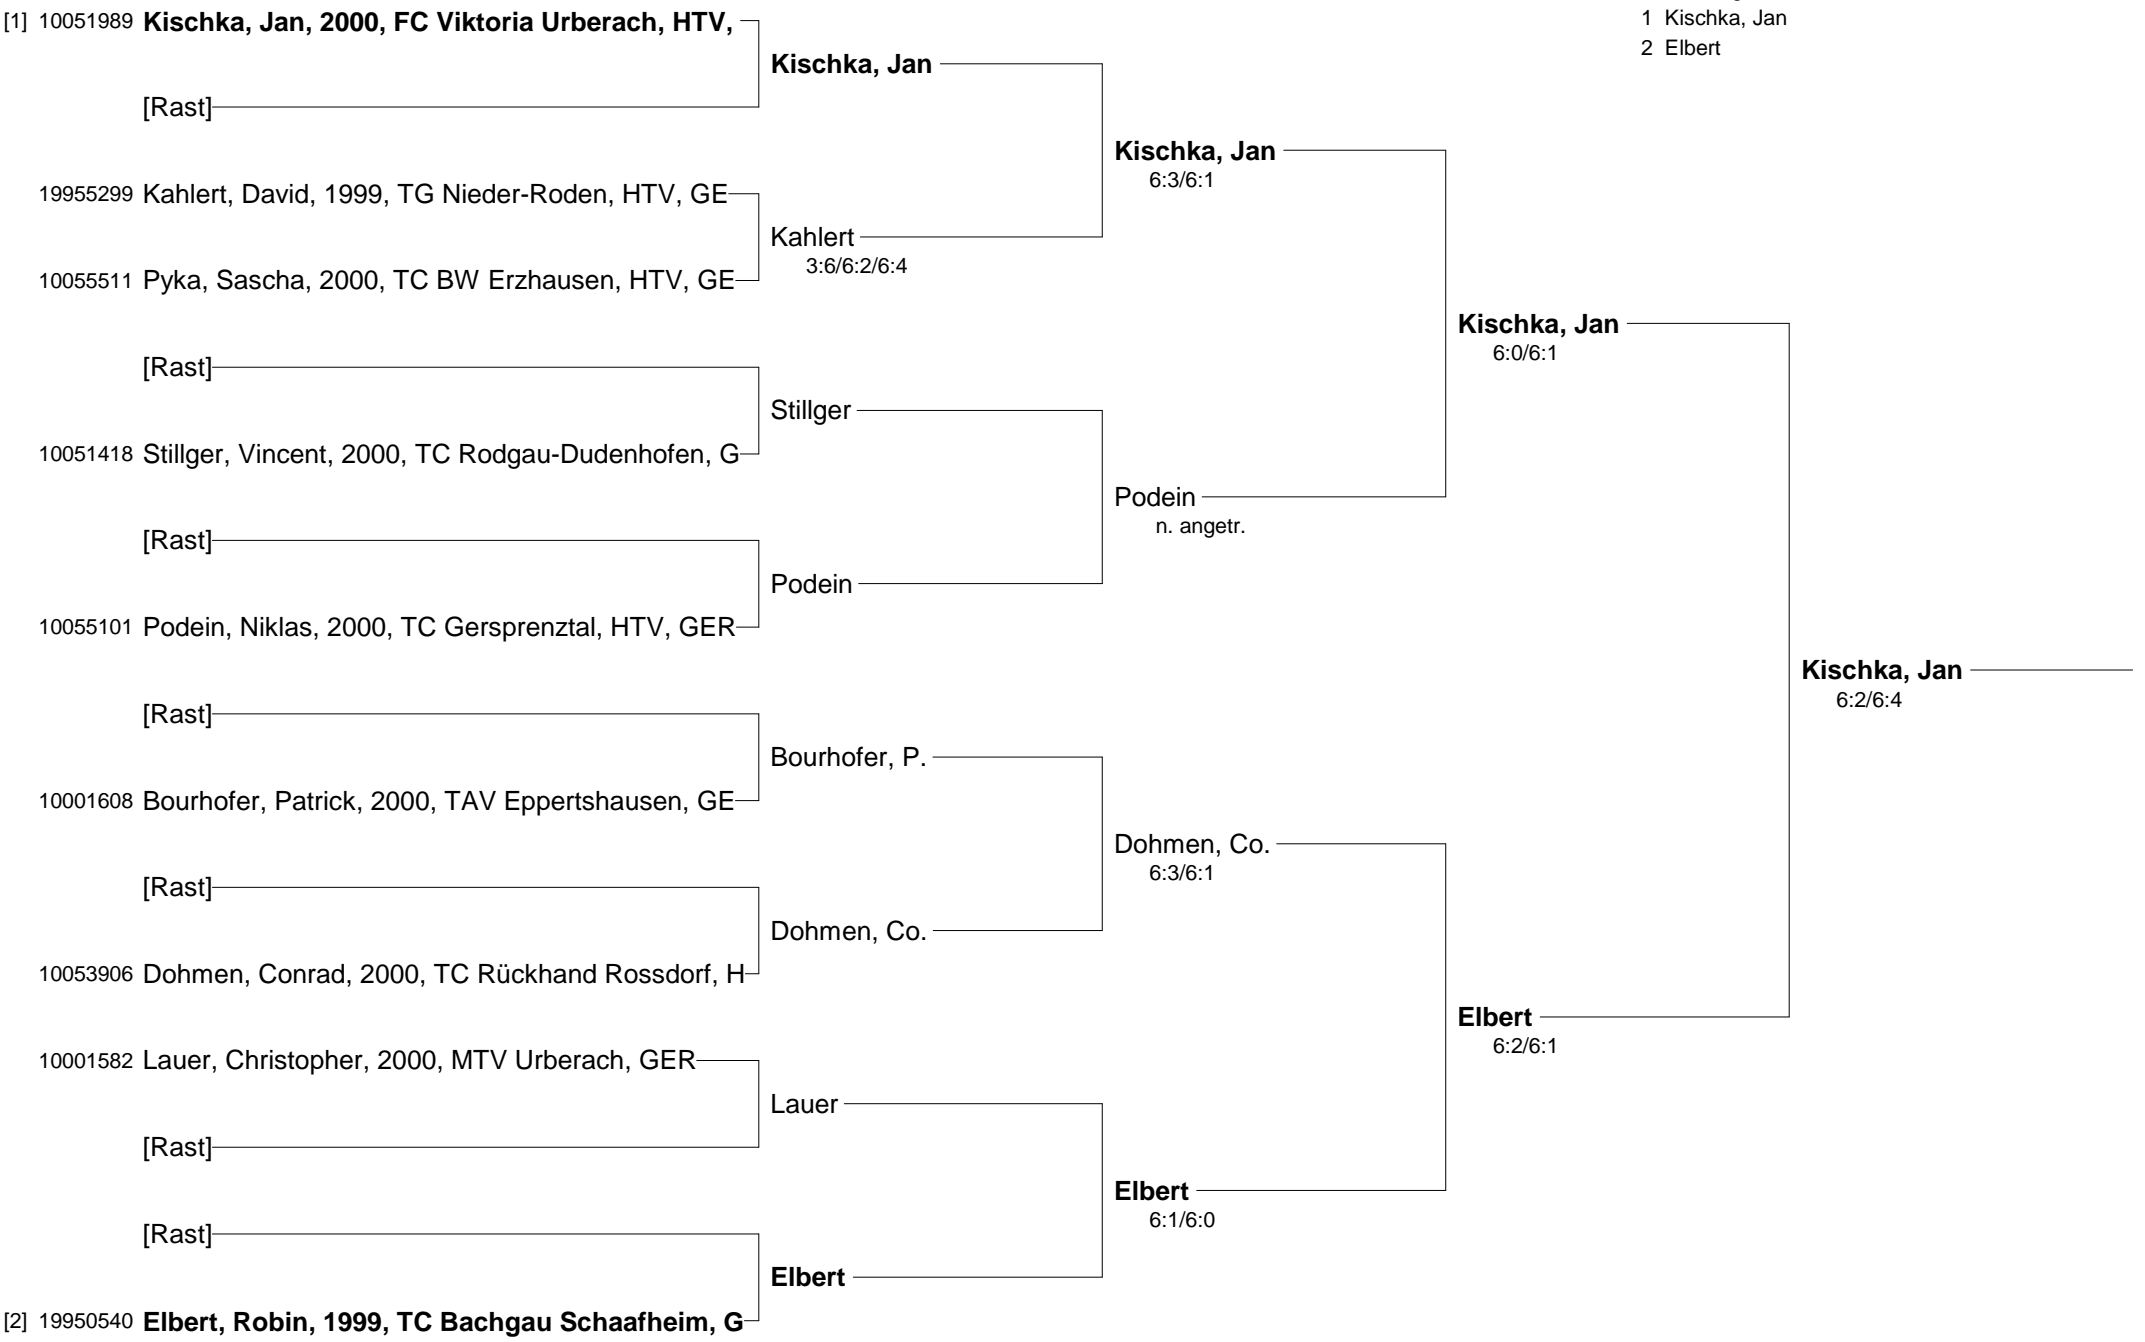 [1] 10051989 Kischka, Jan, 2000, FC Viktoria Urberach, HTV,
[Rast]
19955299 Kahlert, David, 1999, TG Nieder-Roden, HTV, GE
10055511 Pyka, Sascha, 2000, TC BW Erzhausen, HTV, GE
[Rast]
10051418 Stillger, Vincent, 2000, TC Rodgau-Dudenhofen, G
[Rast]
10055101 Podein, Niklas, 2000, TC Gersprenztal, HTV, GER
[Rast]
10001608 Bourhofer, Patrick, 2000, TAV Eppertshausen, GE
[Rast]
10053906 Dohmen, Conrad, 2000, TC Rückhand Rossdorf, H
10001582 Lauer, Christopher, 2000, MTV Urberach, GER
[Rast]
[Rast]
[2] 19950540 Elbert, Robin, 1999, TC Bachgau Schaafheim, G
Kischka, Jan
Kahlert
3:6/6:2/6:4
Stillger
Podein
Bourhofer, P.
Dohmen, Co.
Lauer
Elbert
Kischka, Jan
6:3/6:1
Podein
n. angetr.
Dohmen, Co.
6:3/6:1
Elbert
6:1/6:0
Kischka, Jan
6:0/6:1
Elbert
6:2/6:1
Kischka, Jan
6:2/6:4
1 Kischka, Jan
2 Elbert